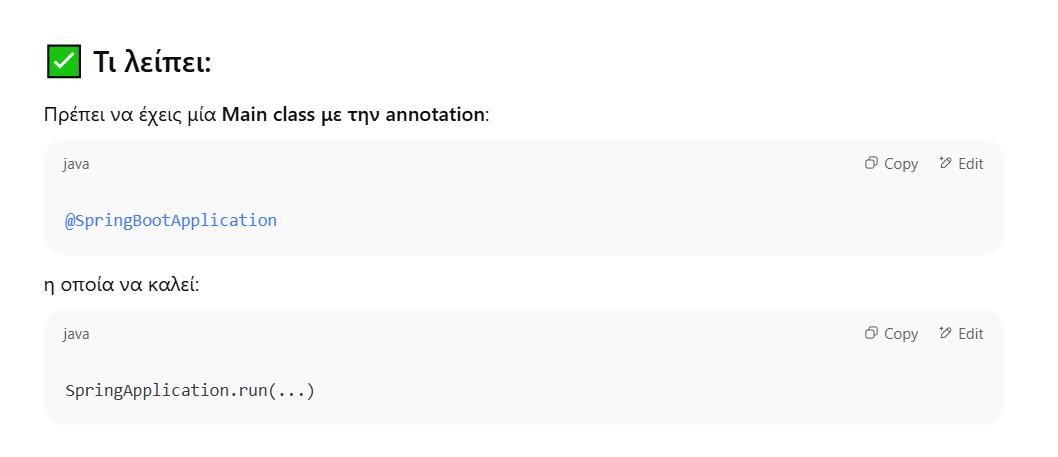 ✅ Τι λείπει:
Πρέπει να έχεις μία Main class με την annotation:
java Copy Edit
@SpringBootApplication
η οποία να καλεί:
java Copy Edit
SpringApplication.run(...)